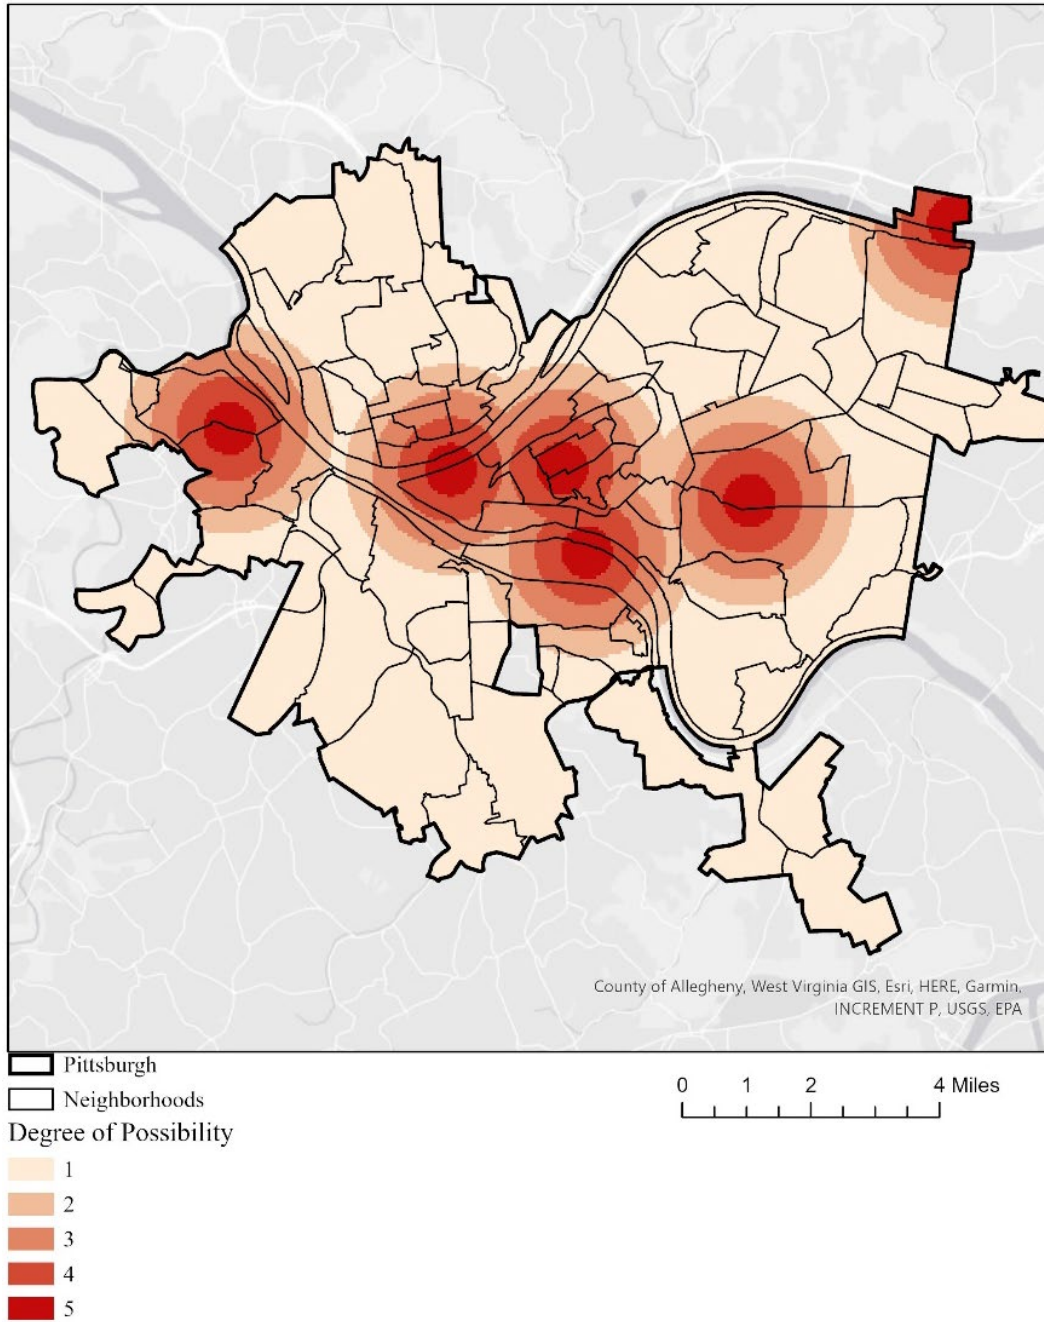 County of Allegheny, West Virginia GIS, Esri, HERE, Garmin,
INCREMENT P, USGS, EPA
Pittsburgh
Neighborhoods
0 1 2 4 Miles
Degree of Possibility
1
2
3
4
5